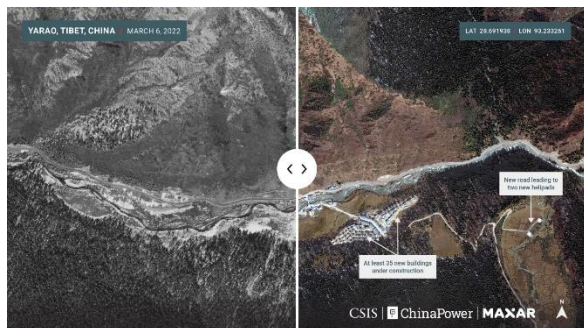 YARAO, TIBET, CHINA / MARCH 6, 2022
LAT 28.691938 / LON 93.233261
New road leading to
two new helipads
At least 35 new buildings
under construction
CSIS | ChinaPower | MAXAR
N